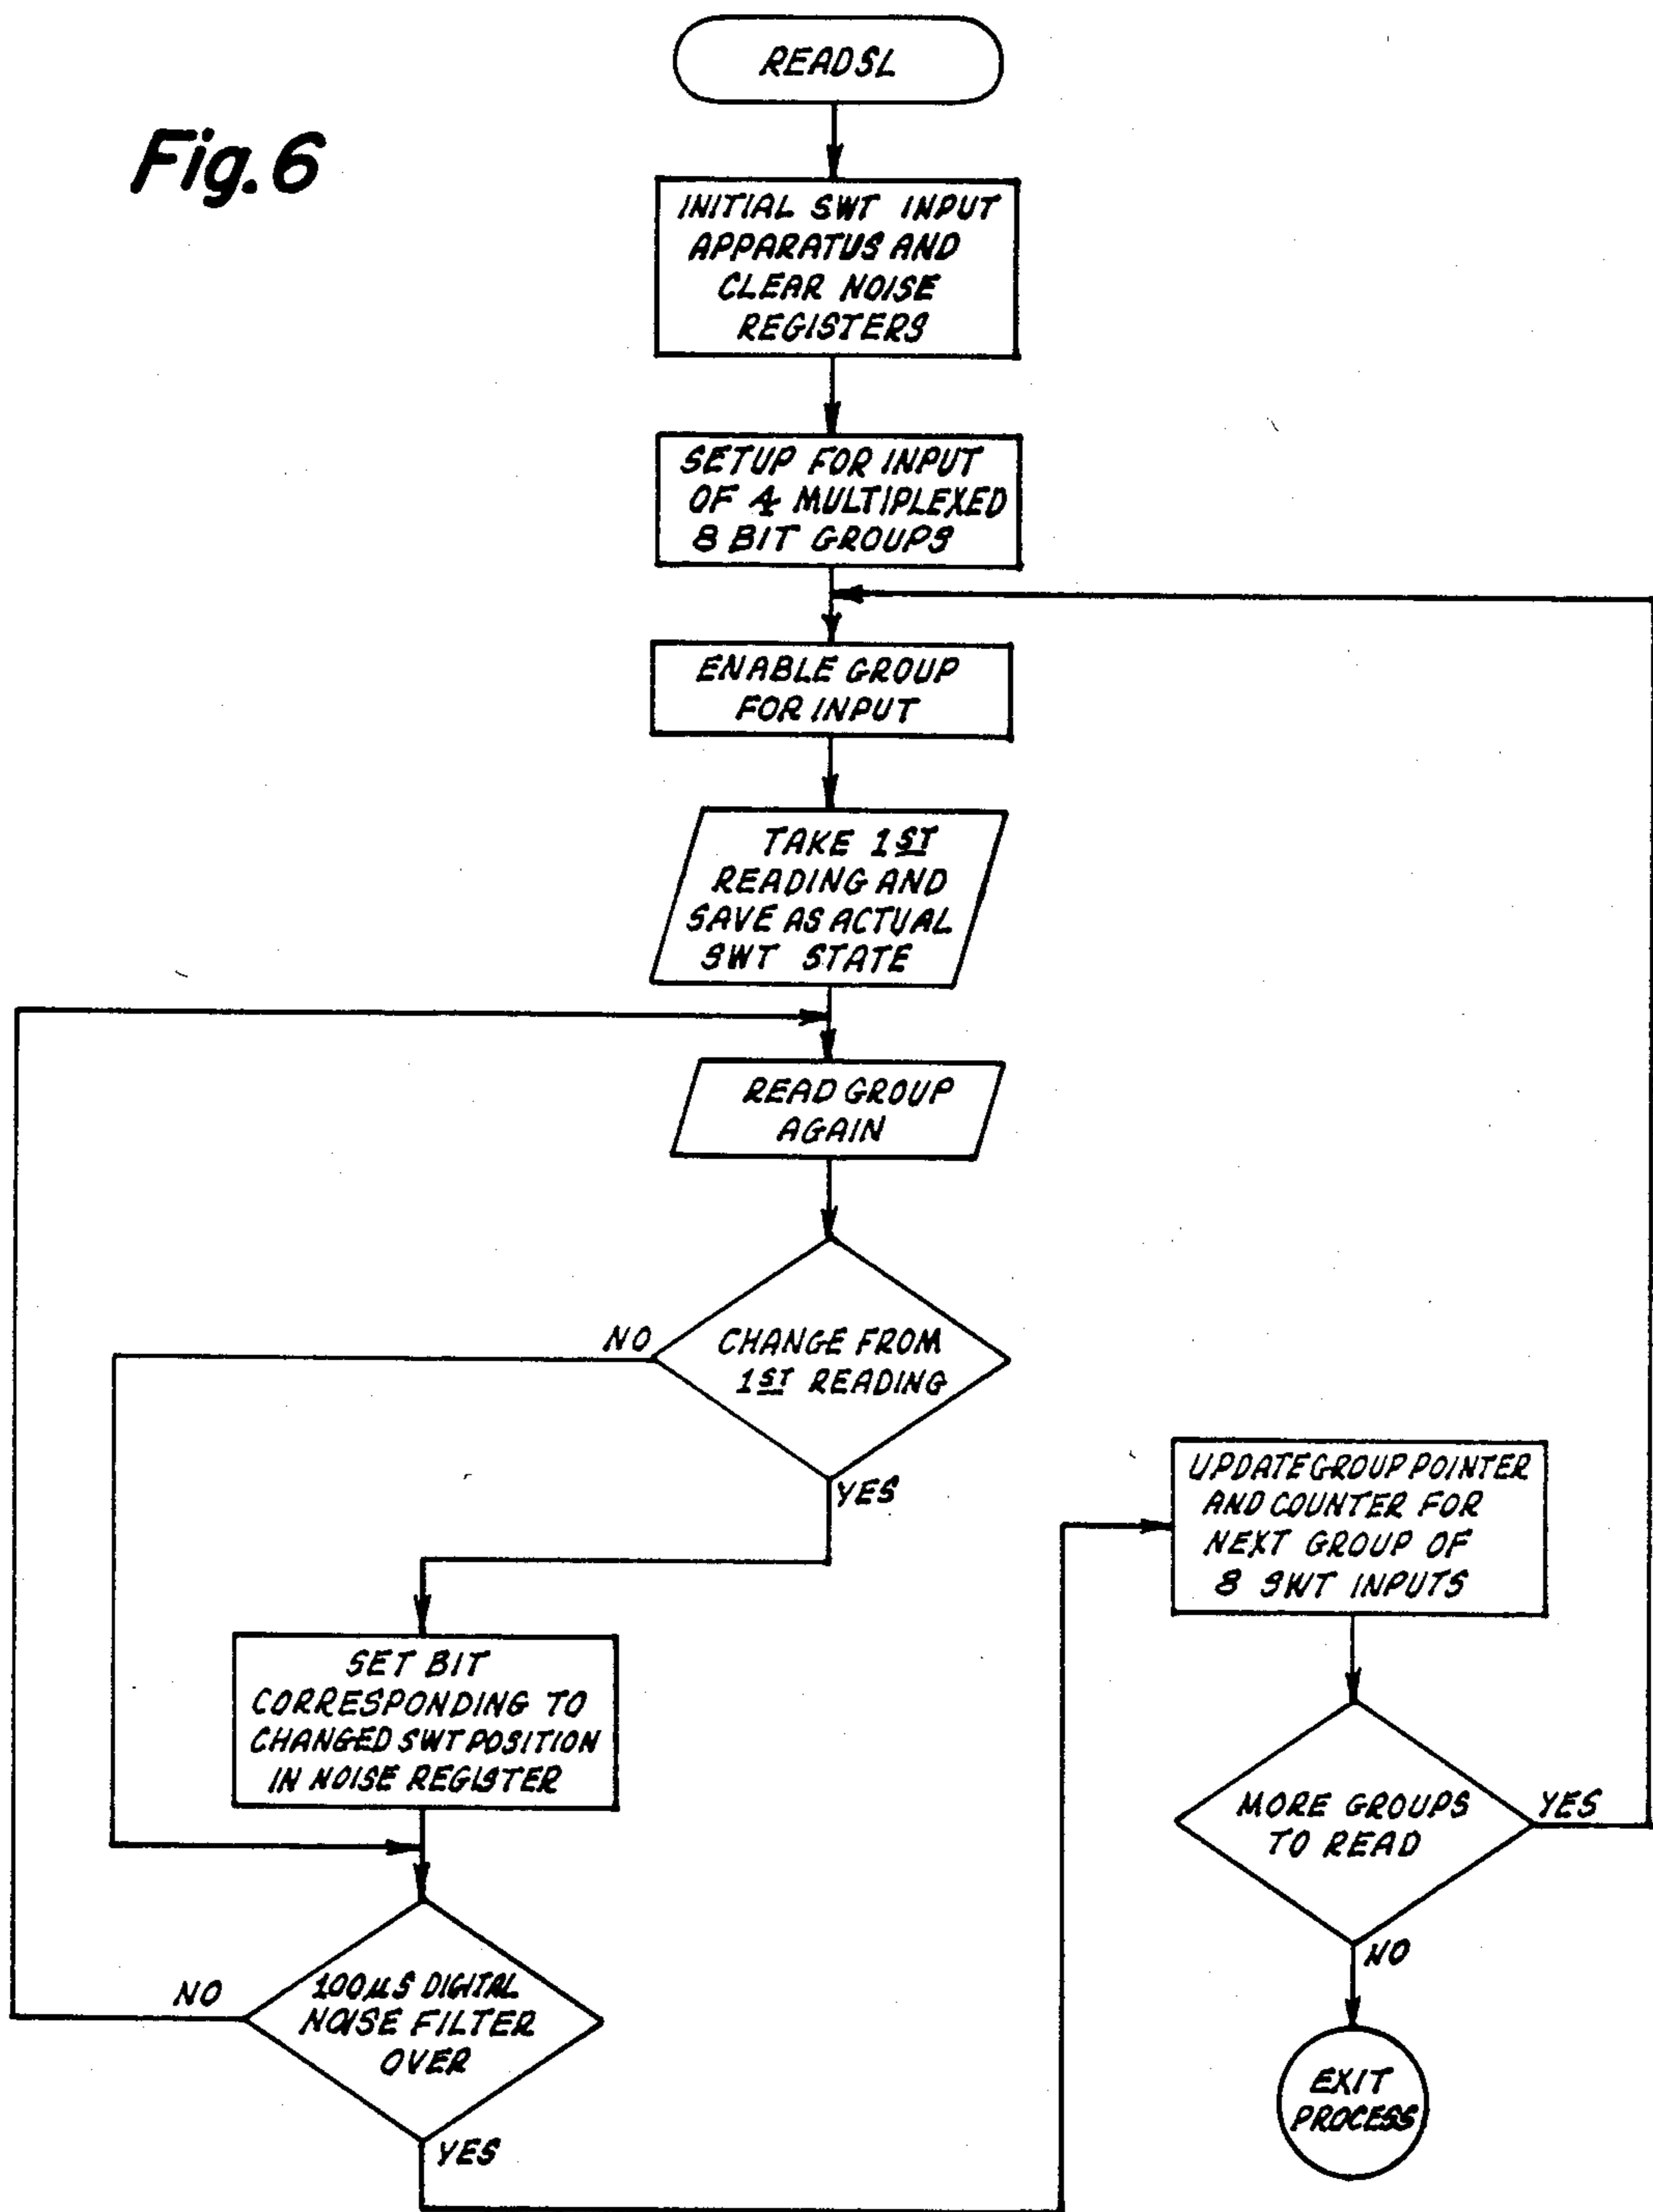 Fig. 6
READSL
INITIAL SWT INPUT
APPARATUS AND
CLEAR NOISE
REGISTERS
SETUP FOR INPUT
OF 4 MULTIPLEXED
8 BIT GROUPS
ENABLE GROUP
FOR INPUT
TAKE 1ST
READING AND
SAVE AS ACTUAL
SWT STATE
READ GROUP
AGAIN
CHANGE FROM
1ST READING
NO
YES
SET BIT
CORRESPONDING TO
CHANGED SWT POSITION
IN NOISE REGISTER
100µS DIGITAL
NOISE FILTER
OVER
NO
YES
UPDATE GROUP POINTER
AND COUNTER FOR
NEXT GROUP OF
8 SWT INPUTS
MORE GROUPS
TO READ
YES
NO
EXIT
PROCESS